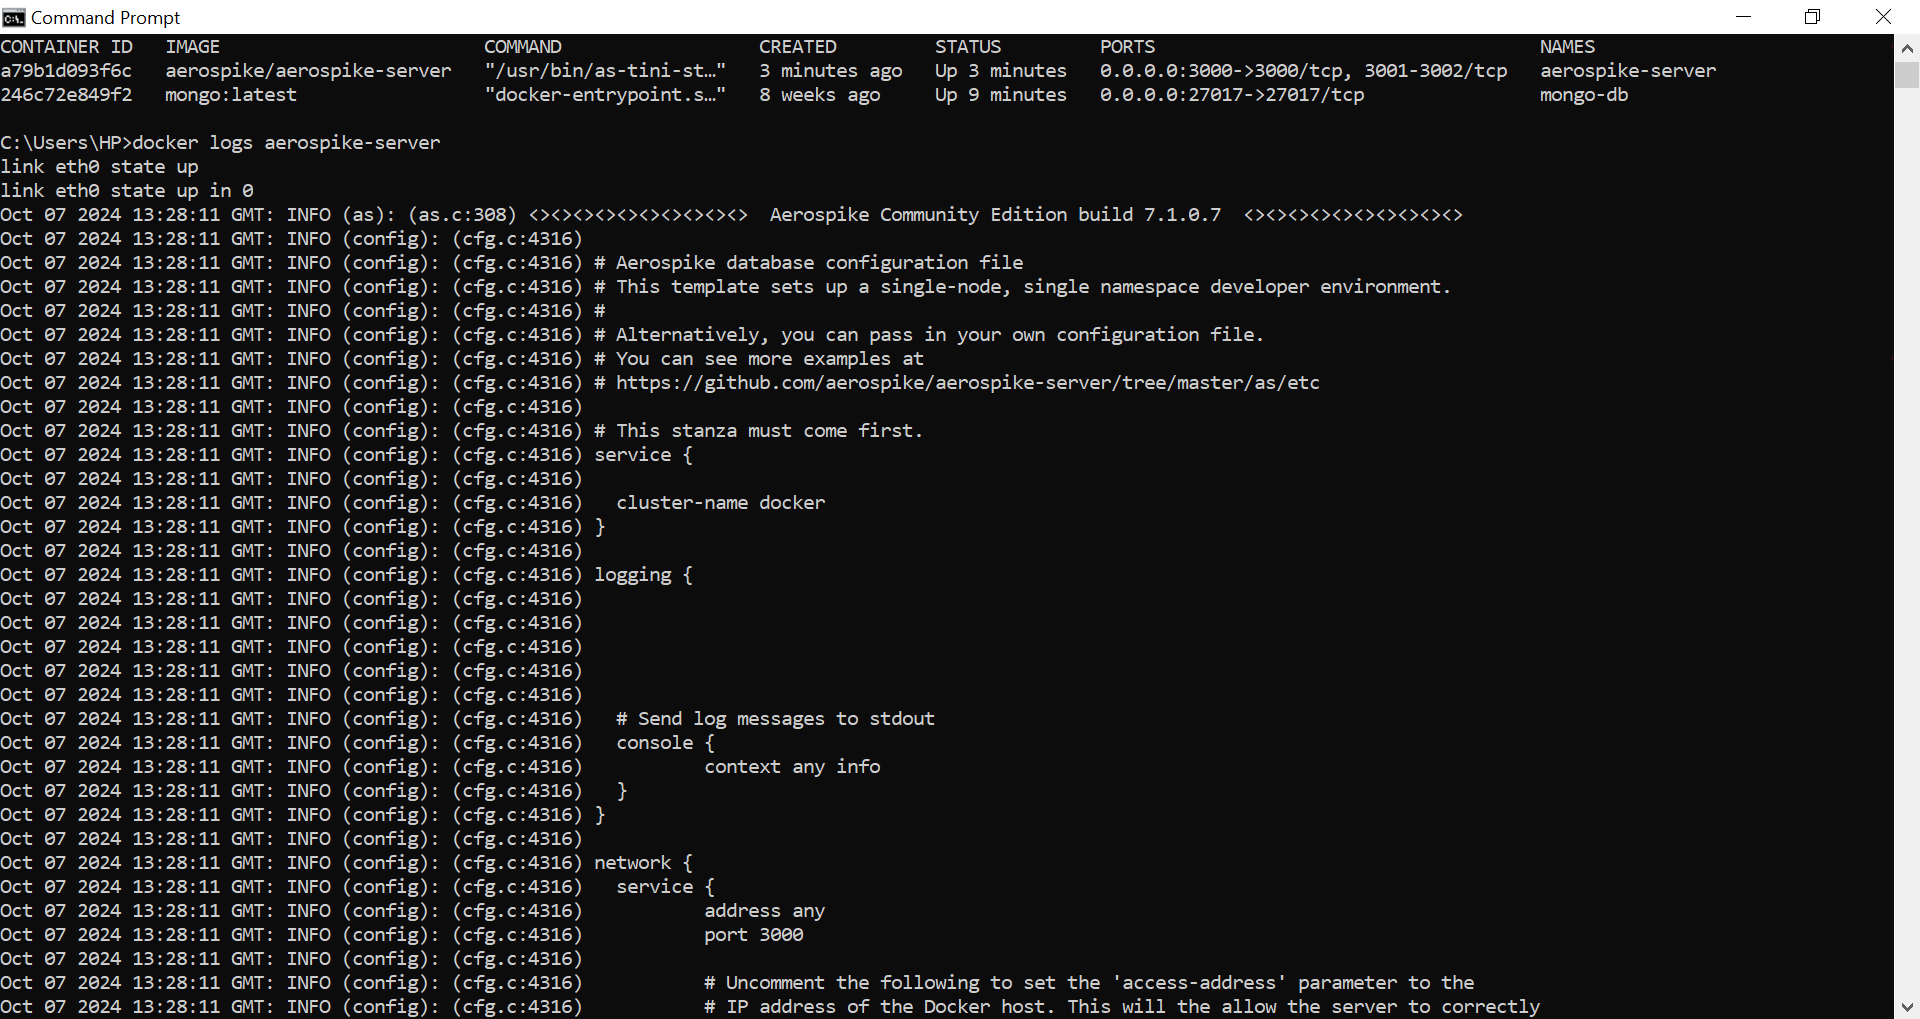 Command Prompt
CONTAINER ID   IMAGE                        COMMAND                  CREATED         STATUS         PORTS                                   NAMES
a79b1d093f6c   aerospike/aerospike-server   "/usr/bin/as-tini-st…"   3 minutes ago   Up 3 minutes   0.0.0.0:3000->3000/tcp, 3001-3002/tcp   aerospike-server
246c72e849f2   mongo:latest                 "docker-entrypoint.s…"   8 weeks ago     Up 9 minutes   0.0.0.0:27017->27017/tcp                mongo-db
C:\Users\HP>docker logs aerospike-server
link eth0 state up
link eth0 state up in 0
Oct 07 2024 13:28:11 GMT: INFO (as): (as.c:308) <><><><><><><><><><>  Aerospike Community Edition build 7.1.0.7  <><><><><><><><><><>
Oct 07 2024 13:28:11 GMT: INFO (config): (cfg.c:4316)
Oct 07 2024 13:28:11 GMT: INFO (config): (cfg.c:4316) # Aerospike database configuration file
Oct 07 2024 13:28:11 GMT: INFO (config): (cfg.c:4316) # This template sets up a single-node, single namespace developer environment.
Oct 07 2024 13:28:11 GMT: INFO (config): (cfg.c:4316) #
Oct 07 2024 13:28:11 GMT: INFO (config): (cfg.c:4316) # Alternatively, you can pass in your own configuration file.
Oct 07 2024 13:28:11 GMT: INFO (config): (cfg.c:4316) # You can see more examples at
Oct 07 2024 13:28:11 GMT: INFO (config): (cfg.c:4316) # https://github.com/aerospike/aerospike-server/tree/master/as/etc
Oct 07 2024 13:28:11 GMT: INFO (config): (cfg.c:4316)
Oct 07 2024 13:28:11 GMT: INFO (config): (cfg.c:4316) # This stanza must come first.
Oct 07 2024 13:28:11 GMT: INFO (config): (cfg.c:4316) service {
Oct 07 2024 13:28:11 GMT: INFO (config): (cfg.c:4316)
Oct 07 2024 13:28:11 GMT: INFO (config): (cfg.c:4316)   cluster-name docker
Oct 07 2024 13:28:11 GMT: INFO (config): (cfg.c:4316) }
Oct 07 2024 13:28:11 GMT: INFO (config): (cfg.c:4316)
Oct 07 2024 13:28:11 GMT: INFO (config): (cfg.c:4316) logging {
Oct 07 2024 13:28:11 GMT: INFO (config): (cfg.c:4316)
Oct 07 2024 13:28:11 GMT: INFO (config): (cfg.c:4316)
Oct 07 2024 13:28:11 GMT: INFO (config): (cfg.c:4316)
Oct 07 2024 13:28:11 GMT: INFO (config): (cfg.c:4316)
Oct 07 2024 13:28:11 GMT: INFO (config): (cfg.c:4316)
Oct 07 2024 13:28:11 GMT: INFO (config): (cfg.c:4316)   # Send log messages to stdout
Oct 07 2024 13:28:11 GMT: INFO (config): (cfg.c:4316)   console {
Oct 07 2024 13:28:11 GMT: INFO (config): (cfg.c:4316)           context any info
Oct 07 2024 13:28:11 GMT: INFO (config): (cfg.c:4316)   }
Oct 07 2024 13:28:11 GMT: INFO (config): (cfg.c:4316) }
Oct 07 2024 13:28:11 GMT: INFO (config): (cfg.c:4316)
Oct 07 2024 13:28:11 GMT: INFO (config): (cfg.c:4316) network {
Oct 07 2024 13:28:11 GMT: INFO (config): (cfg.c:4316)   service {
Oct 07 2024 13:28:11 GMT: INFO (config): (cfg.c:4316)           address any
Oct 07 2024 13:28:11 GMT: INFO (config): (cfg.c:4316)           port 3000
Oct 07 2024 13:28:11 GMT: INFO (config): (cfg.c:4316)
Oct 07 2024 13:28:11 GMT: INFO (config): (cfg.c:4316)           # Uncomment the following to set the 'access-address' parameter to the
Oct 07 2024 13:28:11 GMT: INFO (config): (cfg.c:4316)           # IP address of the Docker host. This will the allow the server to correctly